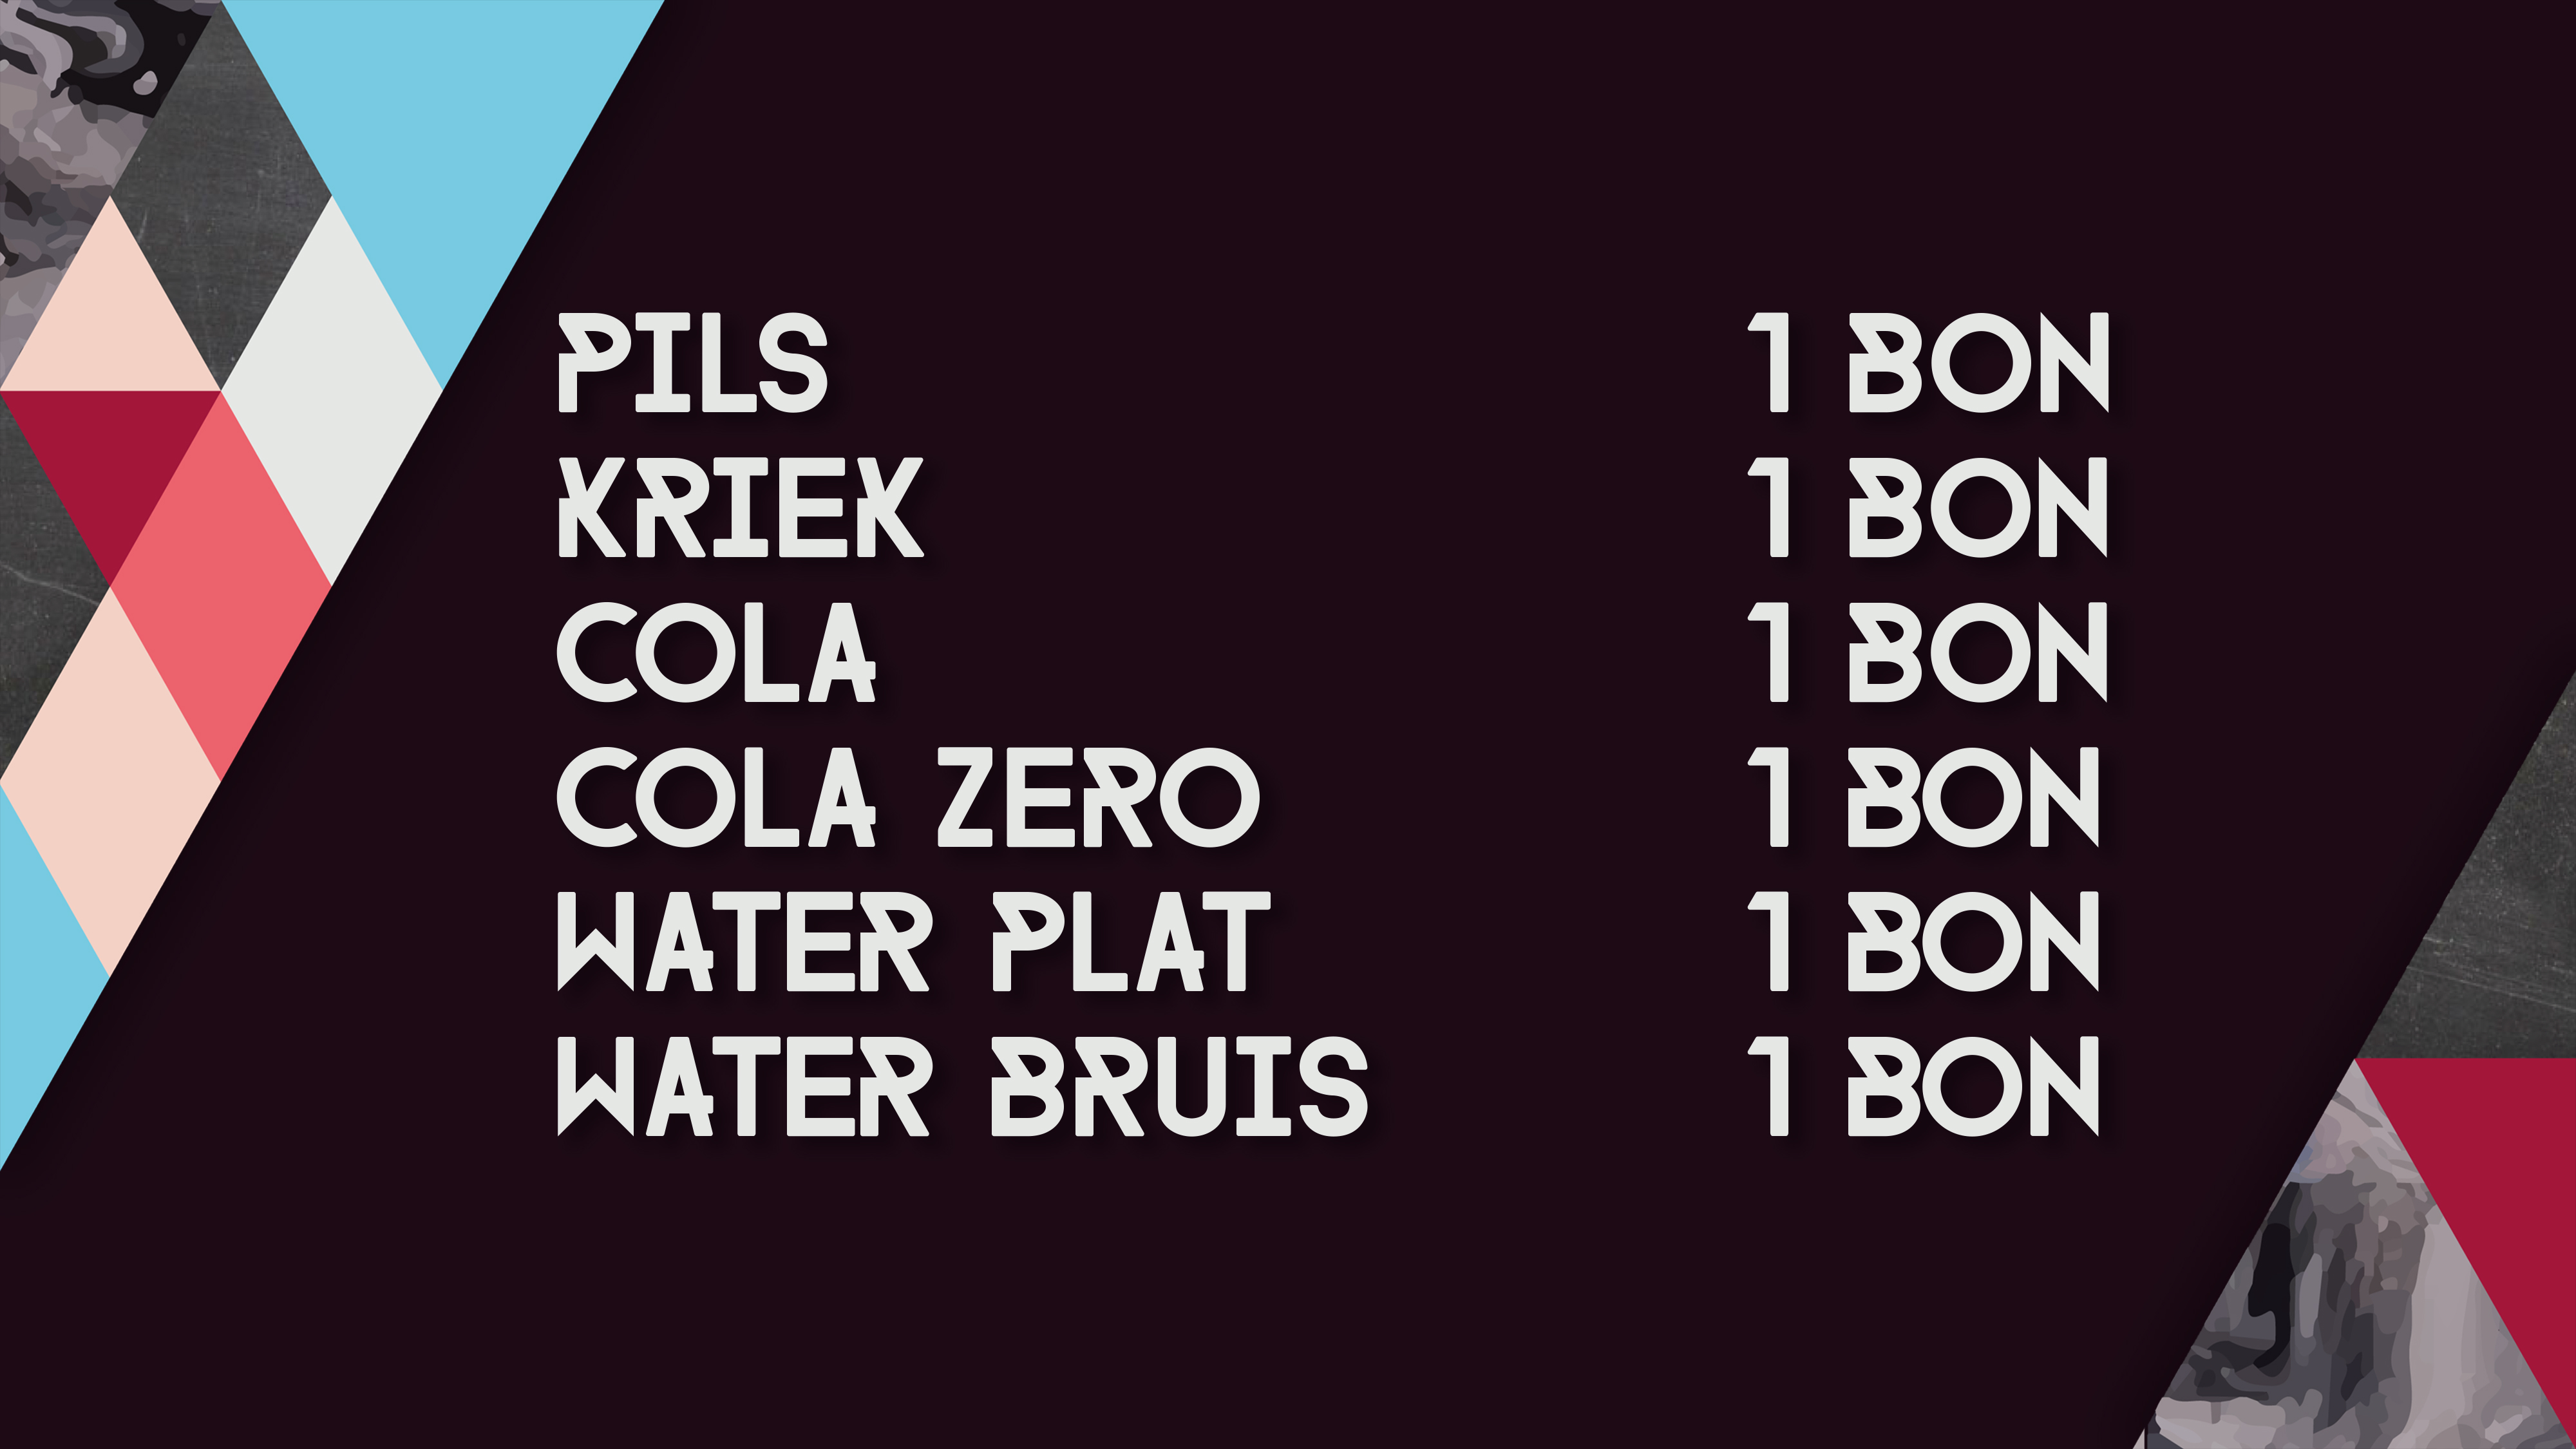 PILS 1 BON
KRIEK 1 BON
COLA 1 BON
COLA ZERO 1 BON
WATER PLAT 1 BON
WATER BRUIS 1 BON